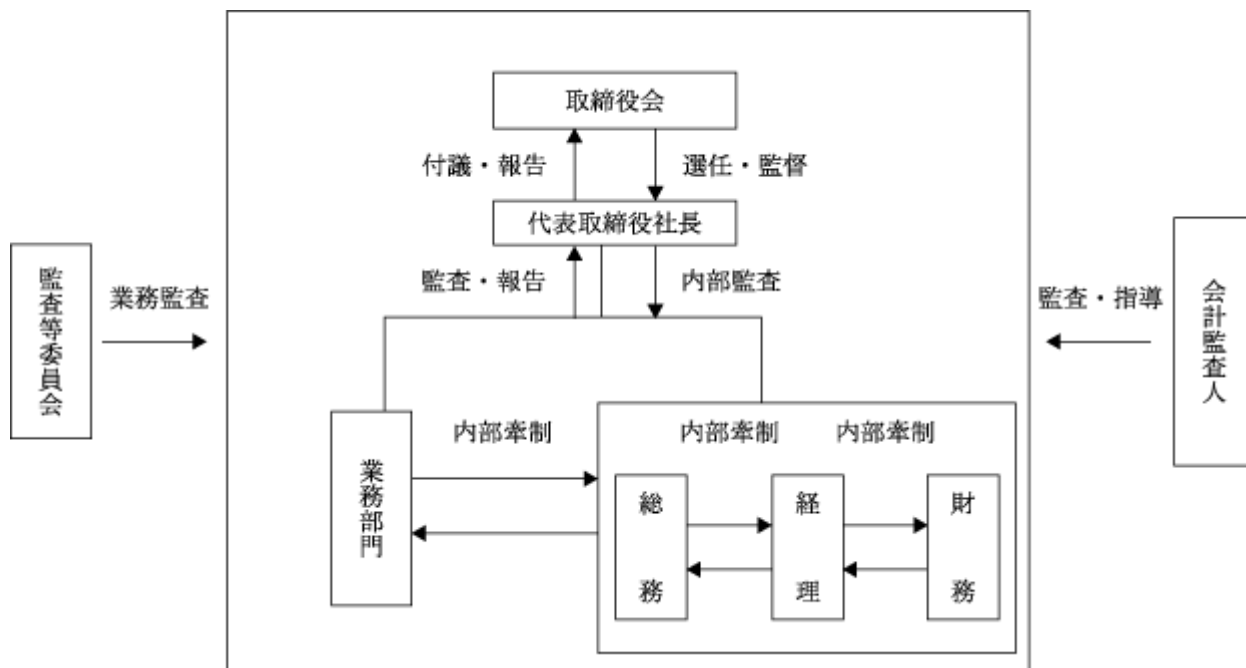 取締役会
付議・報告
選任・監督
代表取締役社長
監査・報告
内部監査
監査等委員会
業務監査
監査・指導
会計監査人
業務部門
内部牽制
内部牽制
内部牽制
総務
経理
財務